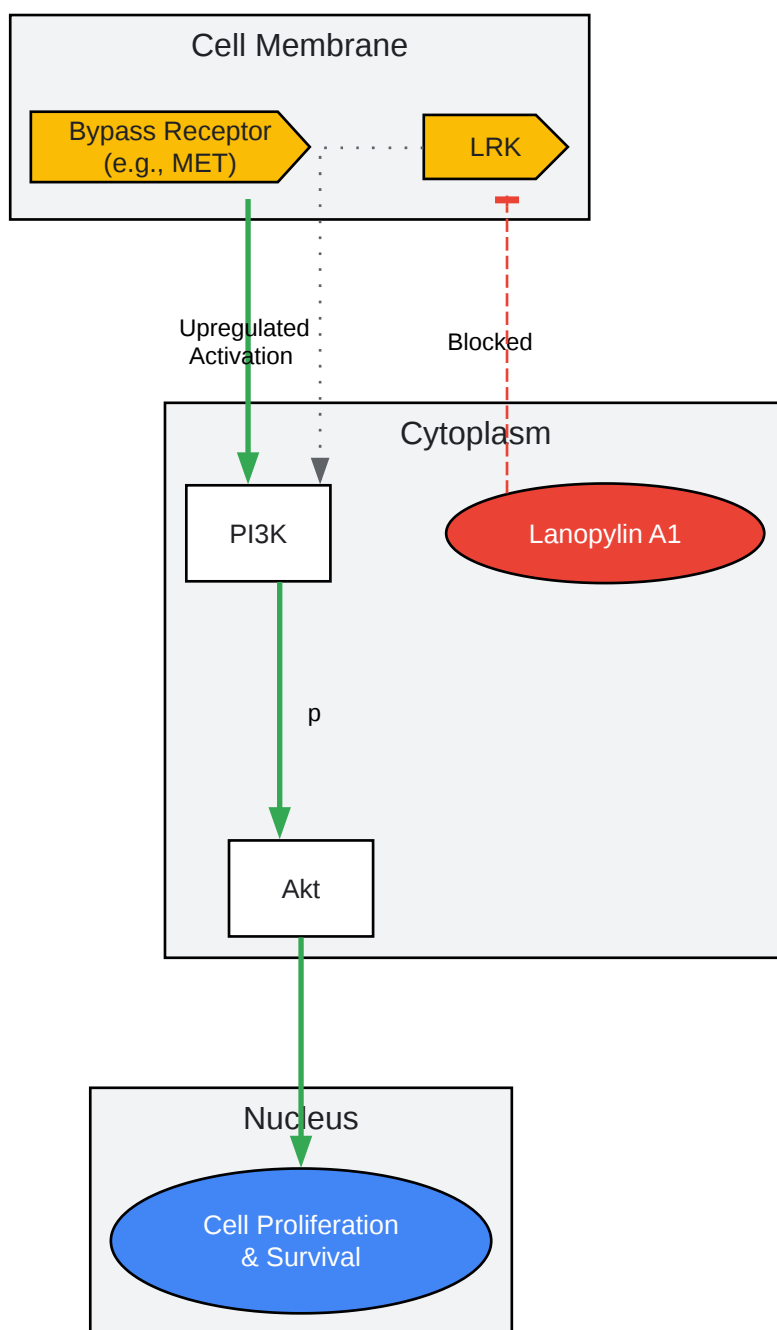 Cell Membrane
Bypass Receptor
(e.g., MET)
LRK
Upregulated
Activation
Blocked
Cytoplasm
PI3K
Lanopylin A1
p
Akt
Nucleus
Cell Proliferation
& Survival